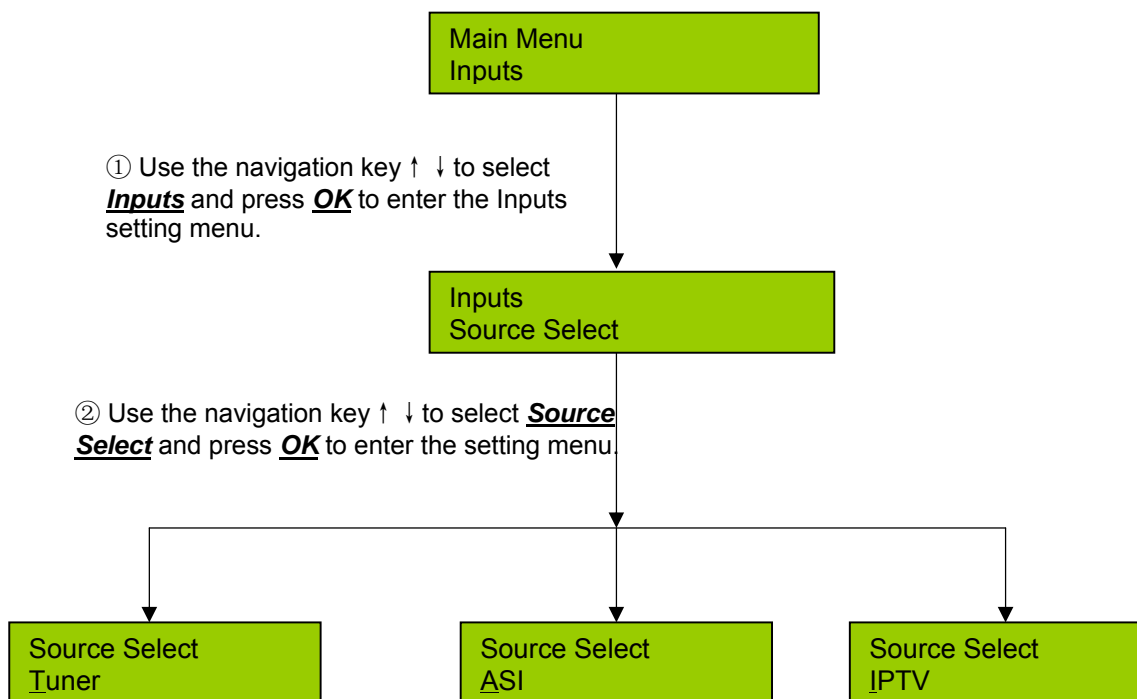 Main Menu
Inputs
① Use the navigation key ↑ ↓ to select
Inputs and press OK to enter the Inputs
setting menu.
Inputs
Source Select
② Use the navigation key ↑ ↓ to select Source
Select and press OK to enter the setting menu.
Source Select
Tuner
Source Select
ASI
Source Select
IPTV